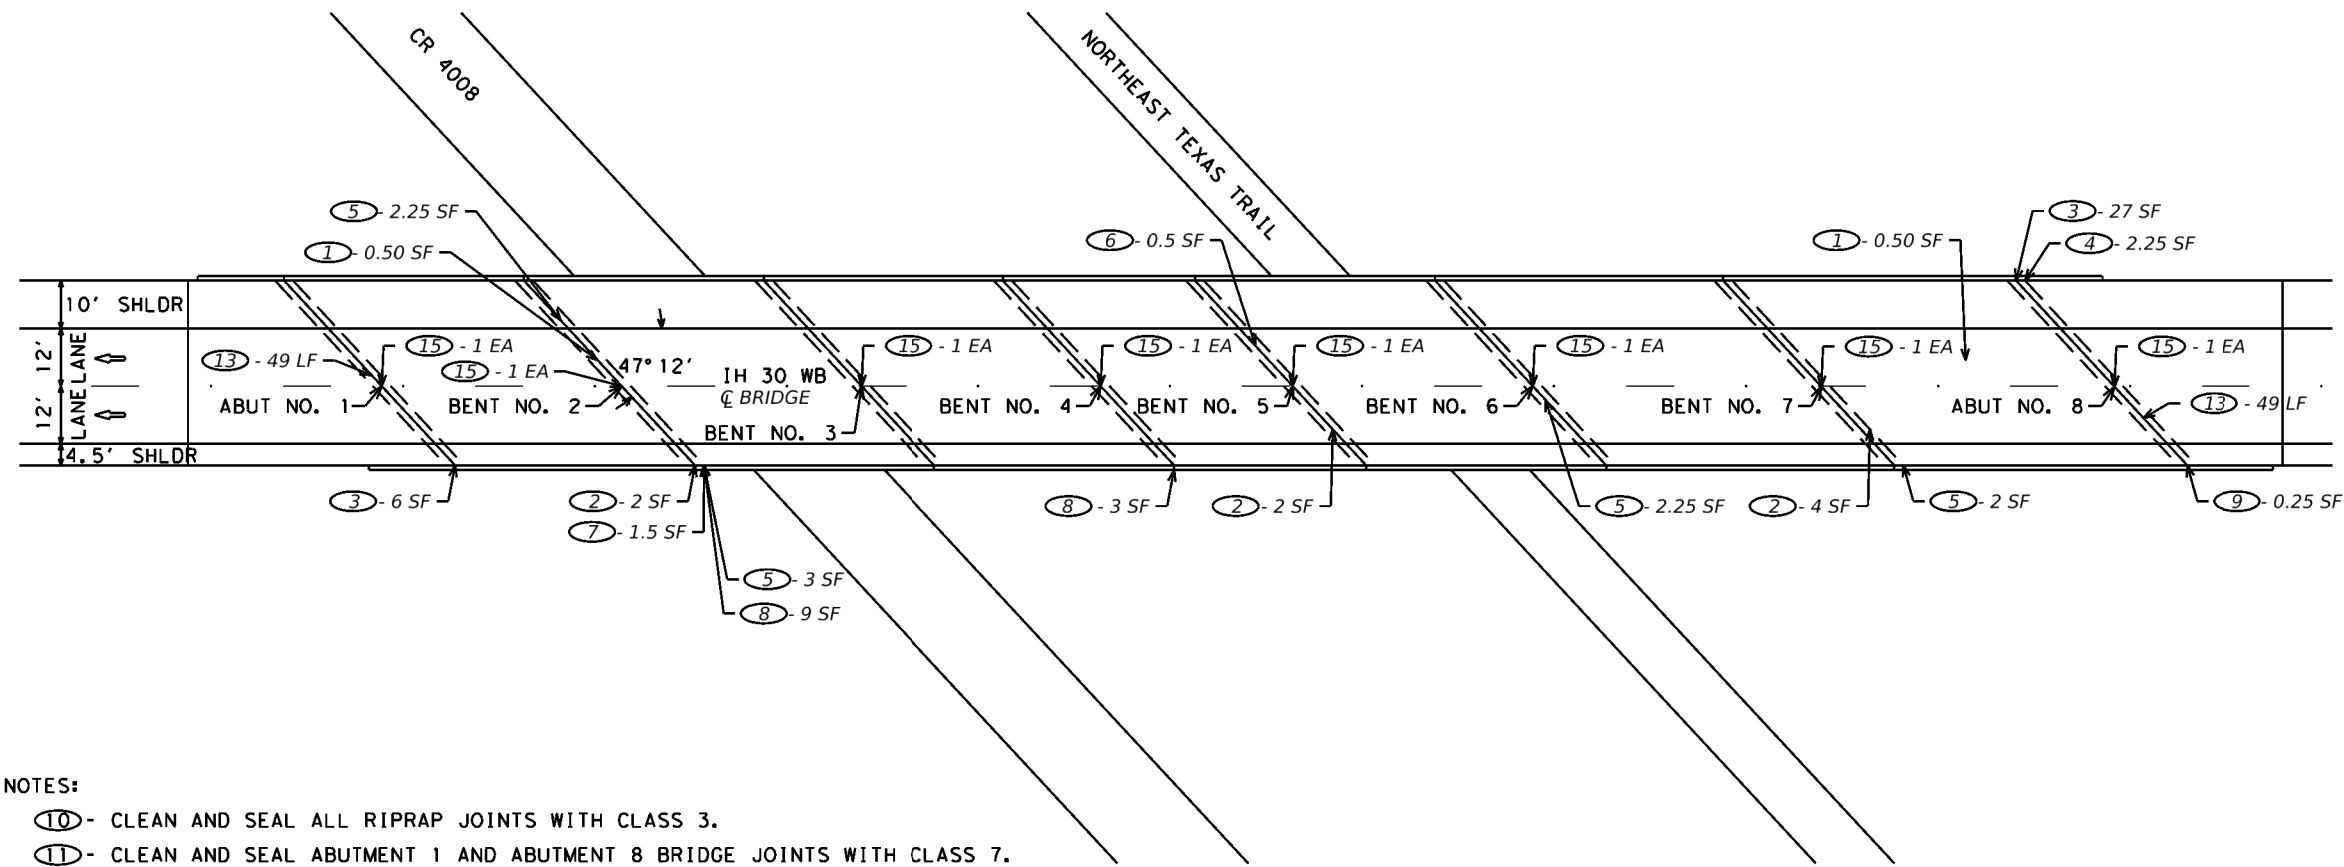 CR 4008
NORTHEAST TEXAS TRAIL
5 - 2.25 SF
3 - 27 SF
1 - 0.50 SF
6 - 0.5 SF
1 - 0.50 SF
4 - 2.25 SF
10' SHLDR
12' LANE
12' LANE
4.5' SHLDR
13 - 49 LF
15 - 1 EA
15 - 1 EA
47° 12'
IH 30 WB
℄ BRIDGE
15 - 1 EA
15 - 1 EA
15 - 1 EA
15 - 1 EA
15 - 1 EA
15 - 1 EA
13 - 49 LF
ABUT NO. 1
BENT NO. 2
BENT NO. 3
BENT NO. 4
BENT NO. 5
BENT NO. 6
BENT NO. 7
ABUT NO. 8
3 - 6 SF
2 - 2 SF
7 - 1.5 SF
5 - 3 SF
8 - 9 SF
8 - 3 SF
2 - 2 SF
5 - 2.25 SF
2 - 4 SF
5 - 2 SF
9 - 0.25 SF
NOTES:
10 - CLEAN AND SEAL ALL RIPRAP JOINTS WITH CLASS 3.
11 - CLEAN AND SEAL ABUTMENT 1 AND ABUTMENT 8 BRIDGE JOINTS WITH CLASS 7.